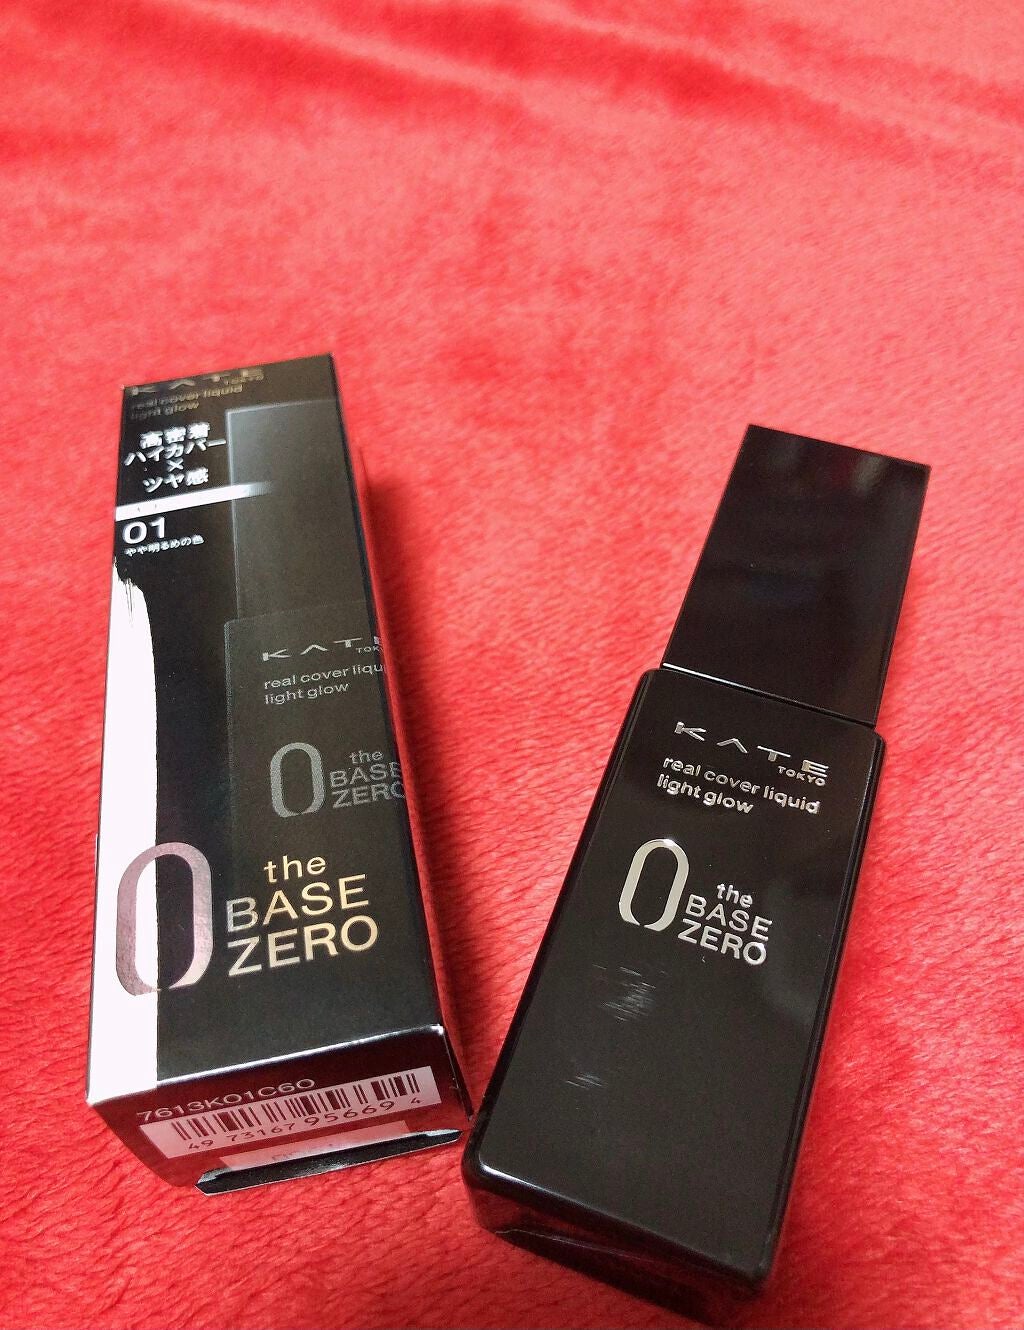 KATE
TOKYO
real cover liquid
light glow
高密着
ハイカバー
×
ツヤ感
01
やや明るめの色
KATE
TOK
real cover liqu
light glow
0 the
BASE
ZERO
0 the
BASE
ZERO
7613K01C60
49 73167 95669 4
KATE
TOKYO
real cover liquid
light glow
0 the
BASE
ZERO